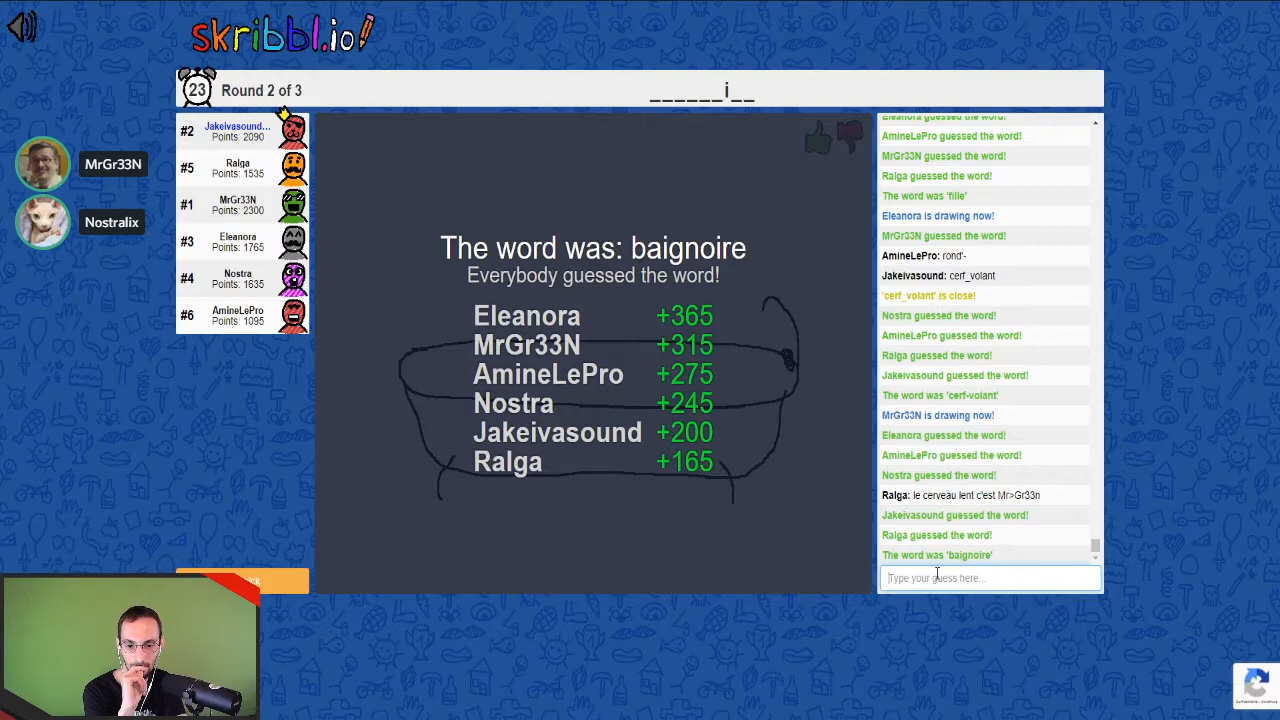 skribbl.io
23
Round 2 of 3
______i__
MrGr33N
Nostralix
#2
Jakeivasound...
Points: 2090
#5
Ralga
Points: 1535
#1
MrGr33N
Points: 2300
#3
Eleanora
Points: 1765
#4
Nostra
Points: 1635
#6
AmineLePro
Points: 1095
The word was: baignoire
Everybody guessed the word!
Eleanora +365
MrGr33N +315
AmineLePro +275
Nostra +245
Jakeivasound +200
Ralga +165
Eleanora guessed the word!
AmineLePro guessed the word!
MrGr33N guessed the word!
Ralga guessed the word!
The word was 'fille'
Eleanora is drawing now!
MrGr33N guessed the word!
AmineLePro: rond'-
Jakeivasound: cerf_volant
'cerf_volant' is close!
Nostra guessed the word!
AmineLePro guessed the word!
Ralga guessed the word!
Jakeivasound guessed the word!
The word was 'cerf-volant'
MrGr33N is drawing now!
Eleanora guessed the word!
AmineLePro guessed the word!
Nostra guessed the word!
Ralga: le cerveau lent c'est Mr>Gr33n
Jakeivasound guessed the word!
Ralga guessed the word!
The word was 'baignoire'
Type your guess here...